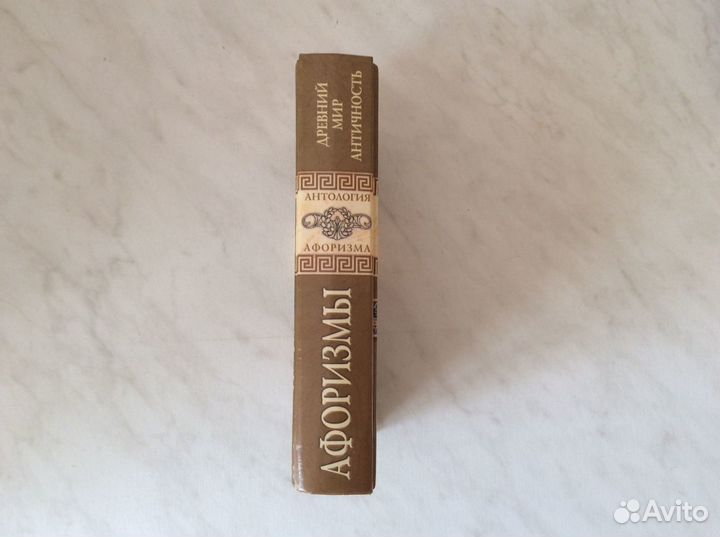 ДРЕВНИЙ
МИР
АНТИЧНОСТЬ
АНТОЛОГИЯ
АФОРИЗМА
АФОРИЗМЫ
Avito